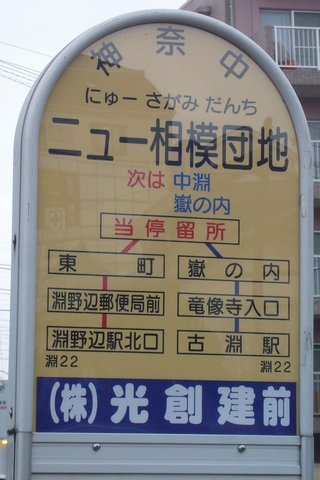 神奈中
にゅー さがみ だんち
ニュー相模団地
次は 中淵
嶽の内
当停留所
東町 嶽の内
淵野辺郵便局前 竜像寺入口
淵野辺駅北口 古淵駅
淵22 淵22
(株)光創建前